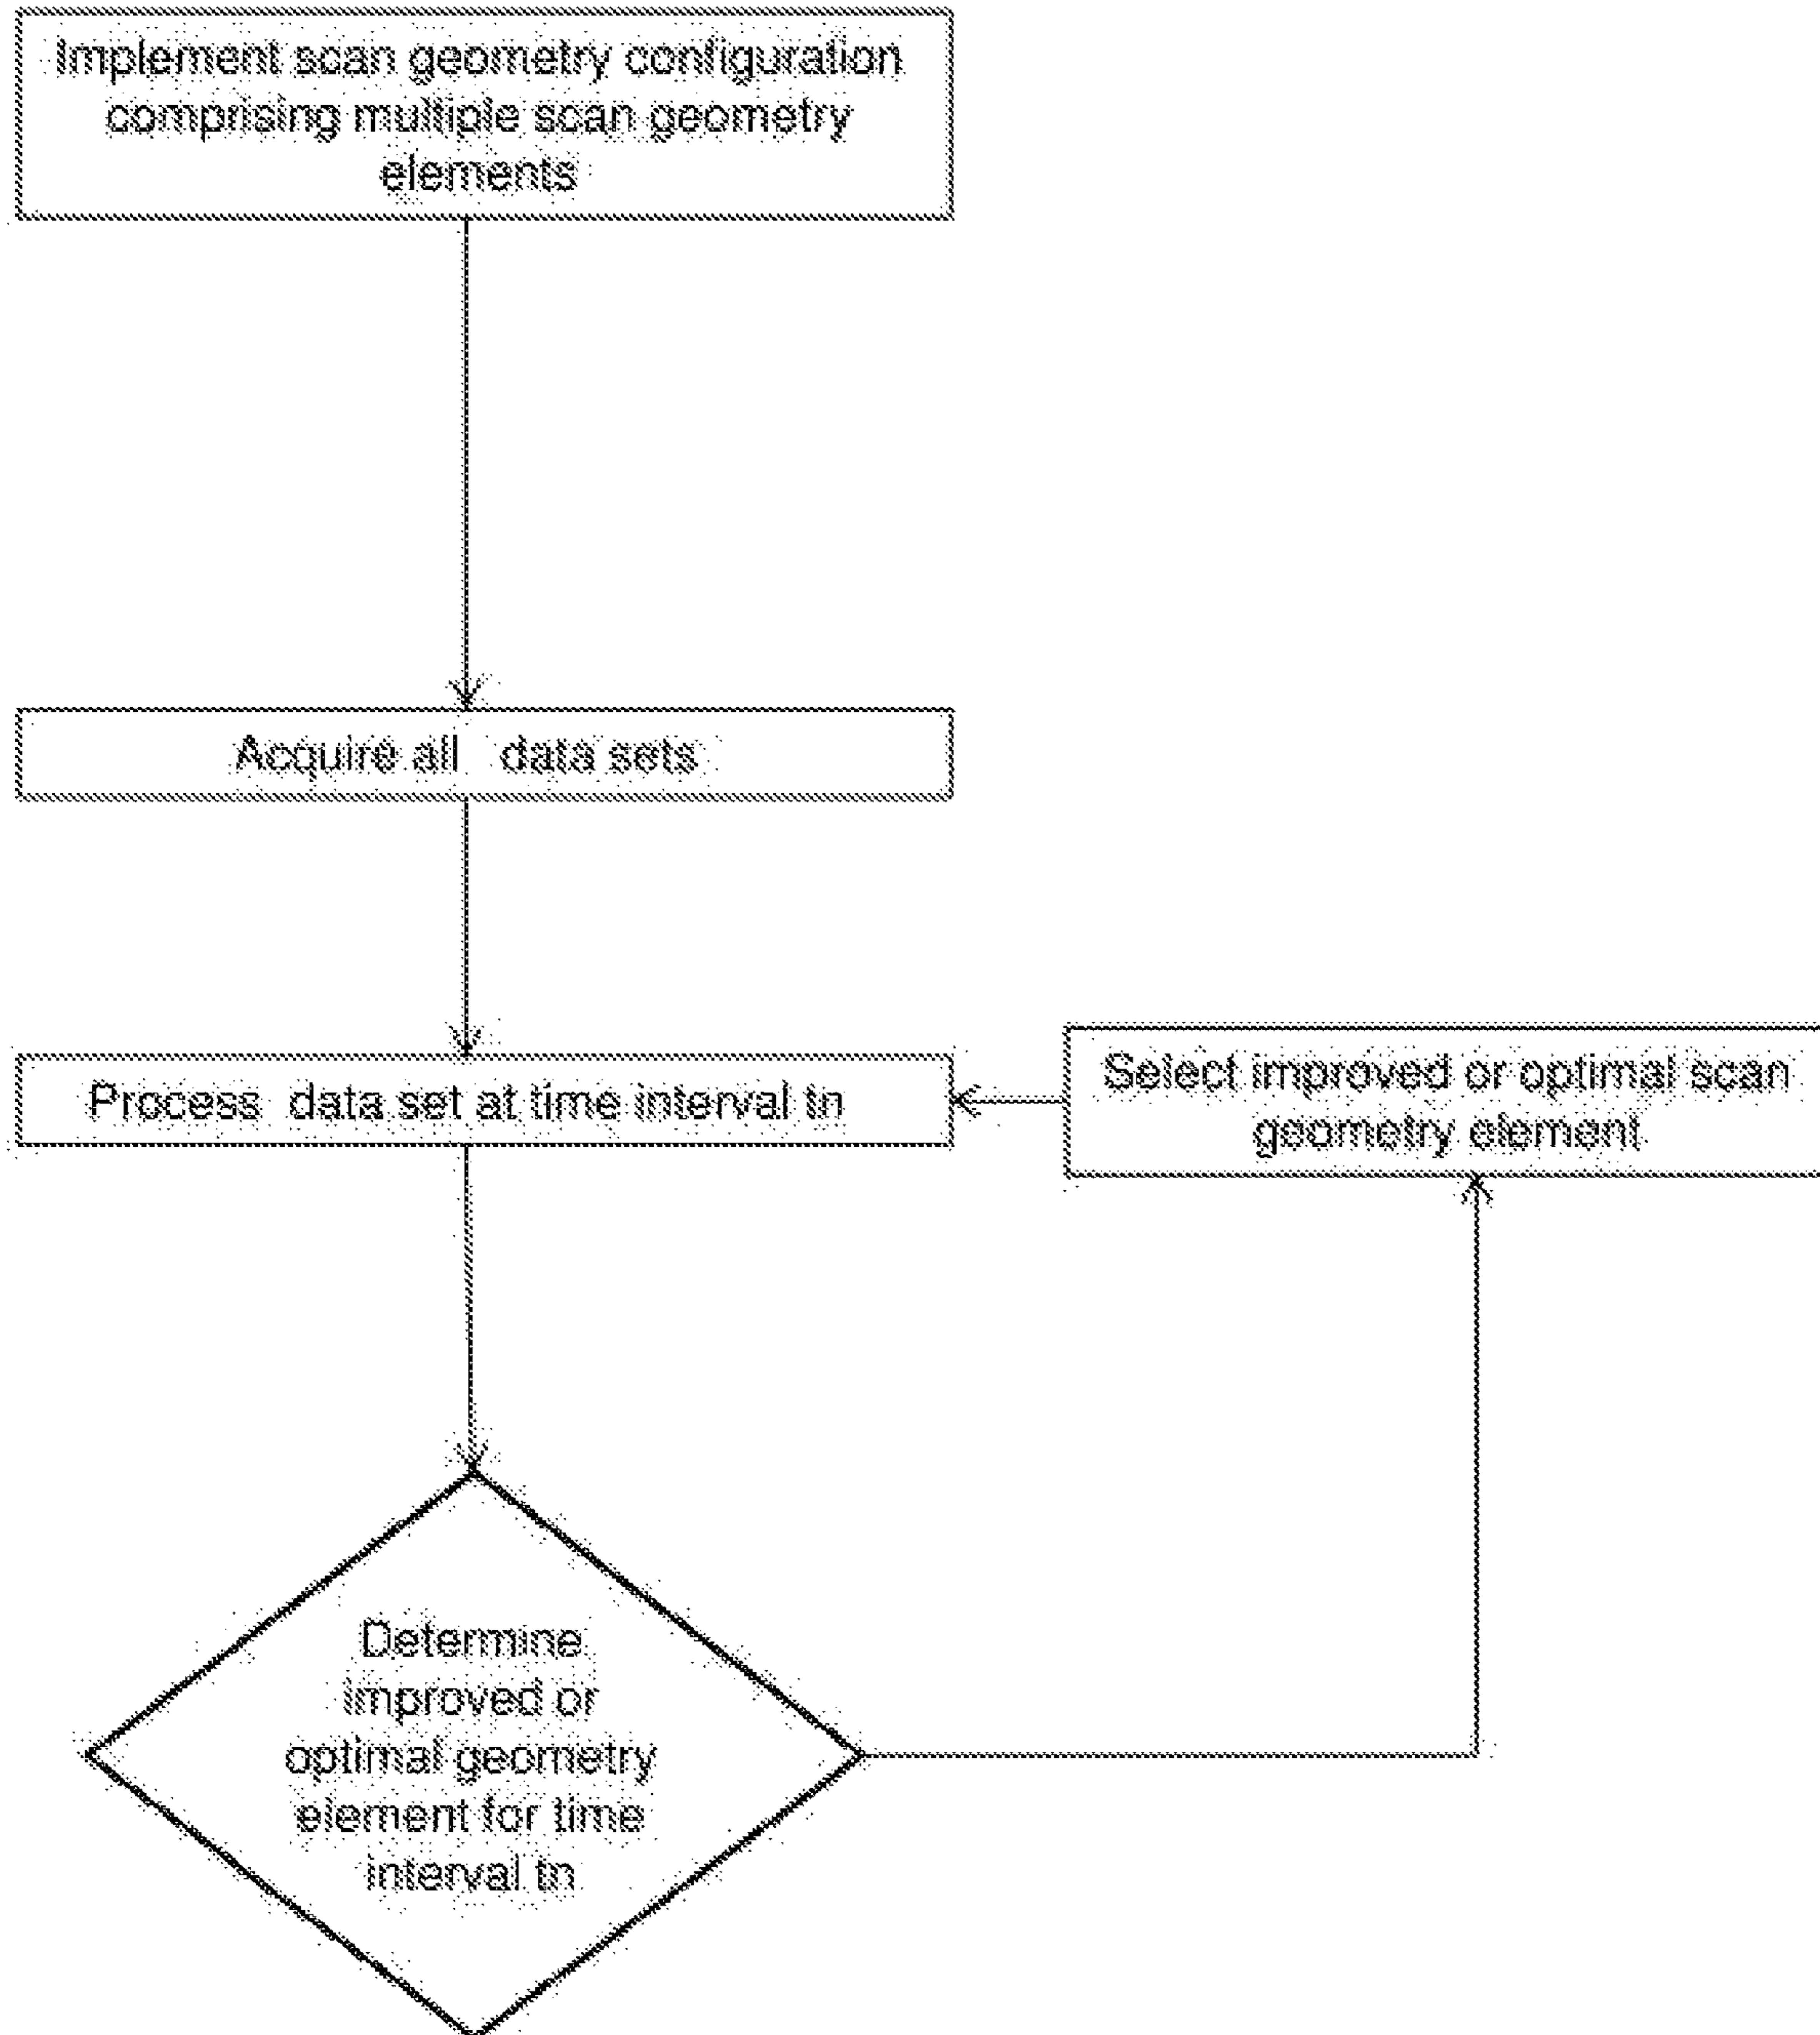 Implement scan geometry configuration
comprising multiple scan geometry
elements
Acquire all data sets
Process data set at time interval tn
Select improved or optimal scan
geometry element
Determine
improved or
optimal geometry
element for time
interval tn